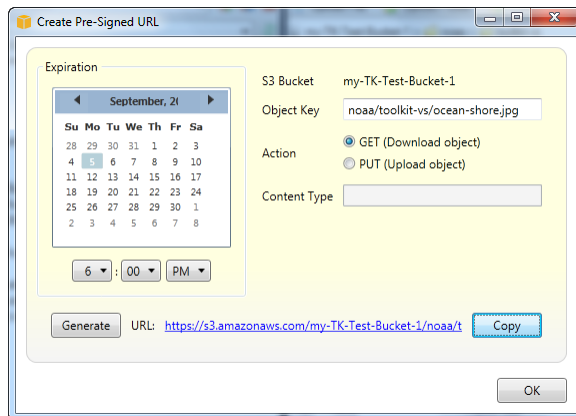 Create Pre-Signed URL
Expiration
September, 20
Su Mo Tu We Th Fr Sa
28 29 30 31 1 2 3
4 5 6 7 8 9 10
11 12 13 14 15 16 17
18 19 20 21 22 23 24
25 26 27 28 29 30 1
2 3 4 5 6 7 8
6 : 00 PM
S3 Bucket my-TK-Test-Bucket-1
Object Key noaa/toolkit-vs/ocean-shore.jpg
Action GET (Download object)
PUT (Upload object)
Content Type
Generate URL: https://s3.amazonaws.com/my-TK-Test-Bucket-1/noaa/t Copy
OK